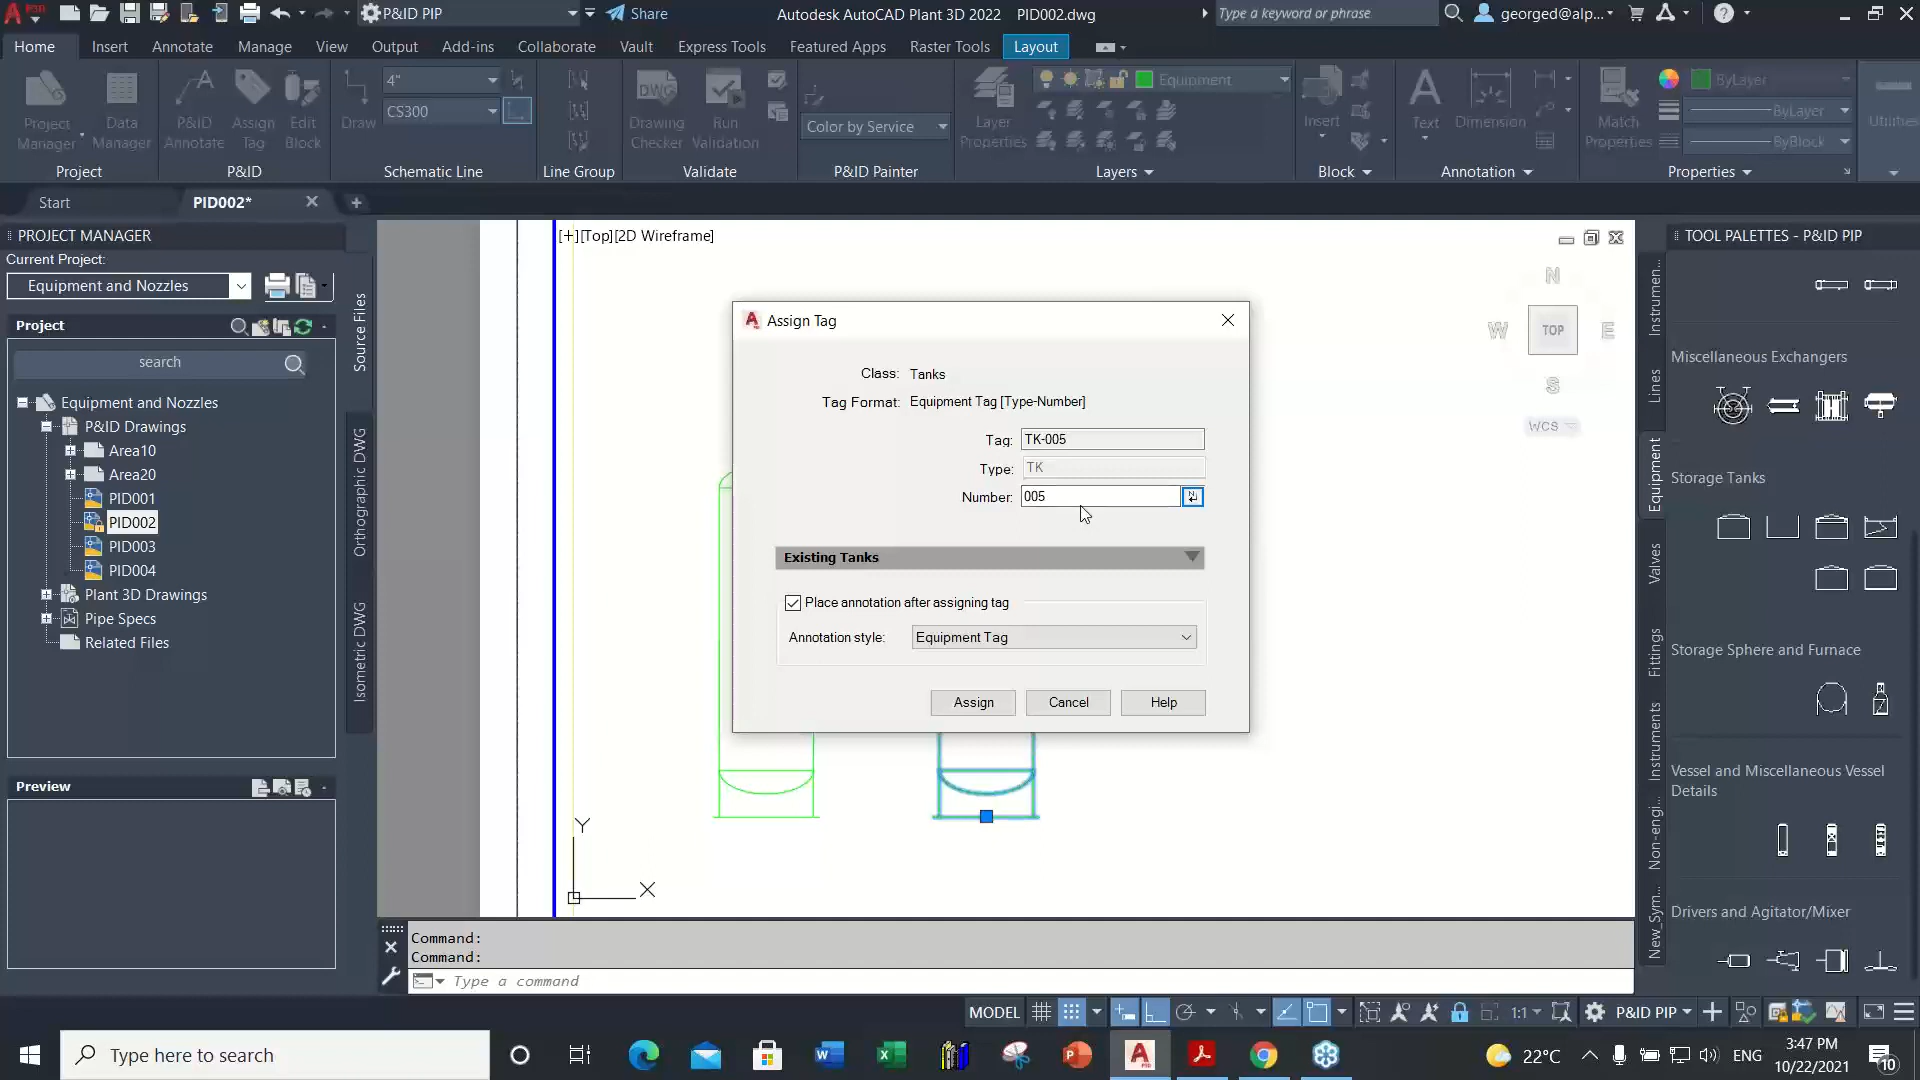 P&ID PIP
Share
Autodesk AutoCAD Plant 3D 2022 PID002.dwg
Type a keyword or phrase
georged@alp...
Home Insert Annotate Manage View Output Add-ins Collaborate Vault Express Tools Featured Apps Raster Tools Layout
Project
Manager
Data
Manager
P&ID
Annotate
Assign
Tag
Edit
Block
Draw
4"
CS300
Drawing
Checker
Run
Validation
Color by Service
Layer
Properties
Equipment
Insert
Text
Dimension
Match
Properties
ByLayer
ByLayer
ByBlock
Utilities
Project P&ID Schematic Line Line Group Validate P&ID Painter Layers Block Annotation Properties
Start
PID002*
PROJECT MANAGER
Current Project:
Equipment and Nozzles
Project
search
Equipment and Nozzles
P&ID Drawings
Area10
Area20
PID001
PID002
PID003
PID004
Plant 3D Drawings
Pipe Specs
Related Files
Preview
Source Files
Orthographic DWG
Isometric DWG
[+][Top][2D Wireframe]
N
W TOP E
S
WCS
Y
X
Assign Tag
Class: Tanks
Tag Format: Equipment Tag [Type-Number]
Tag: TK-005
Type: TK
Number: 005
Existing Tanks
Place annotation after assigning tag
Annotation style: Equipment Tag
Assign Cancel Help
TOOL PALETTES - P&ID PIP
Instrumen...
Lines
Equipment
Valves
Fittings
Instruments
Non-engi...
New_Sym...
Miscellaneous Exchangers
Storage Tanks
Storage Sphere and Furnace
Vessel and Miscellaneous Vessel
Details
Drivers and Agitator/Mixer
Command:
Command:
Type a command
MODEL
1:1
P&ID PIP
Type here to search
22°C
ENG
3:47 PM
10/22/2021
10